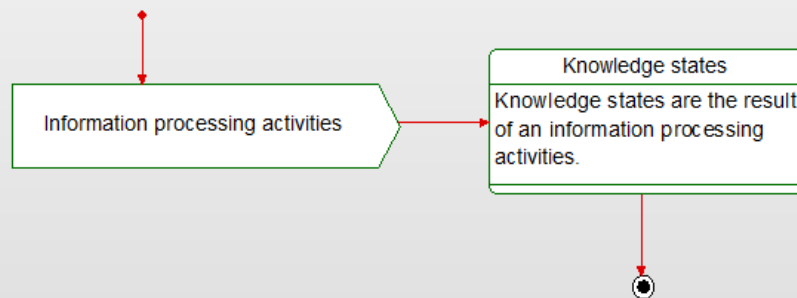 Information processing activities
Knowledge states
Knowledge states are the result
of an information processing
activities.